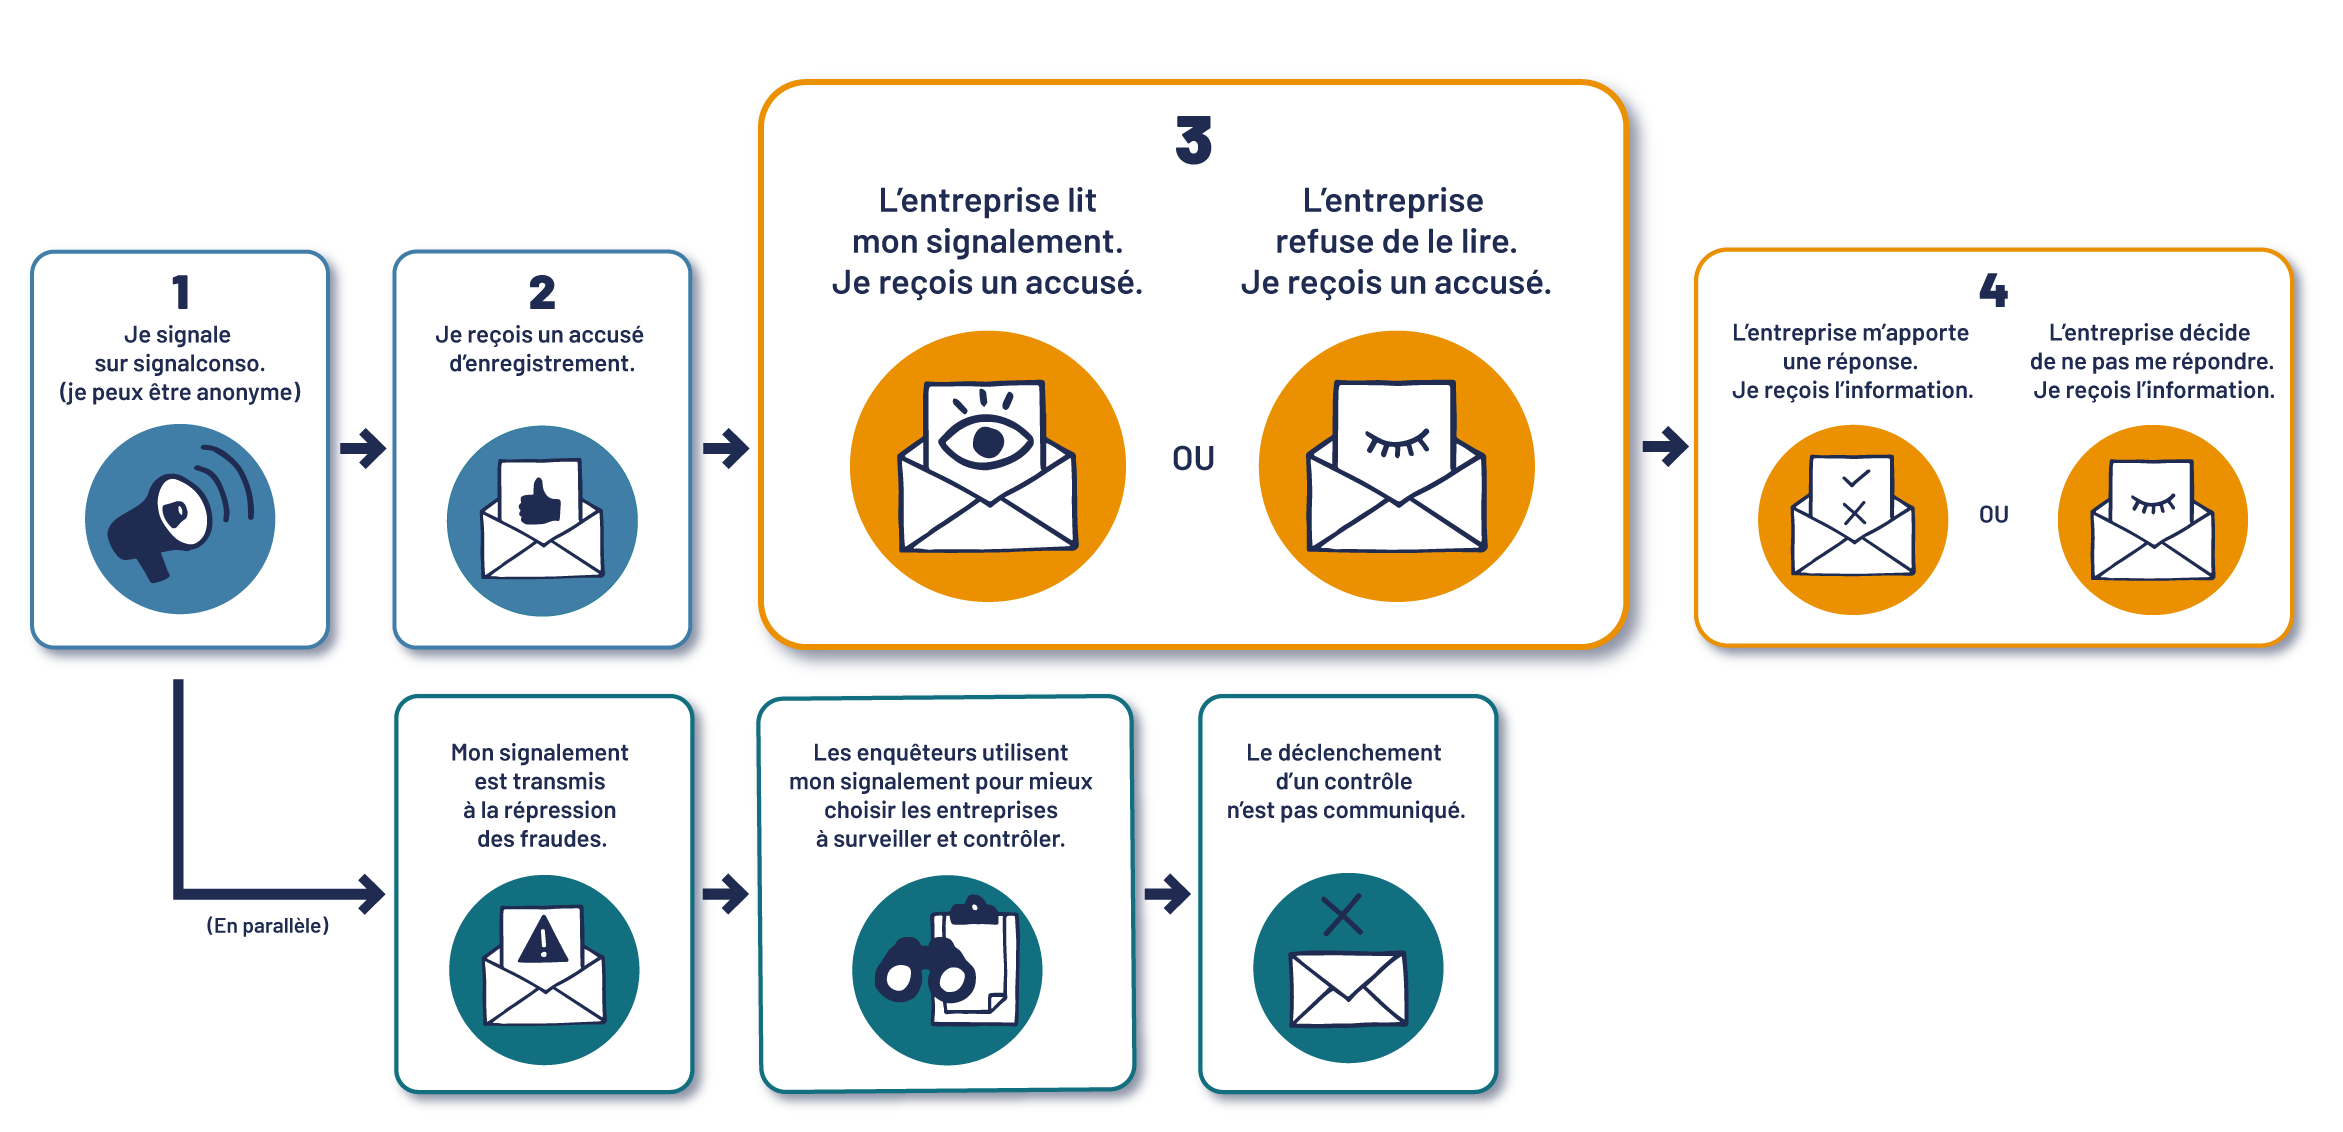 1
Je signale
sur signalconso.
(je peux être anonyme)
2
Je reçois un accusé
d'enregistrement.
3
L'entreprise lit
mon signalement.
Je reçois un accusé.
OU
L'entreprise
refuse de le lire.
Je reçois un accusé.
4
L'entreprise m'apporte
une réponse.
Je reçois l'information.
OU
L'entreprise décide
de ne pas me répondre.
Je reçois l'information.
(En parallèle)
Mon signalement
est transmis
à la répression
des fraudes.
Les enquêteurs utilisent
mon signalement pour mieux
choisir les entreprises
à surveiller et contrôler.
Le déclenchement
d'un contrôle
n'est pas communiqué.